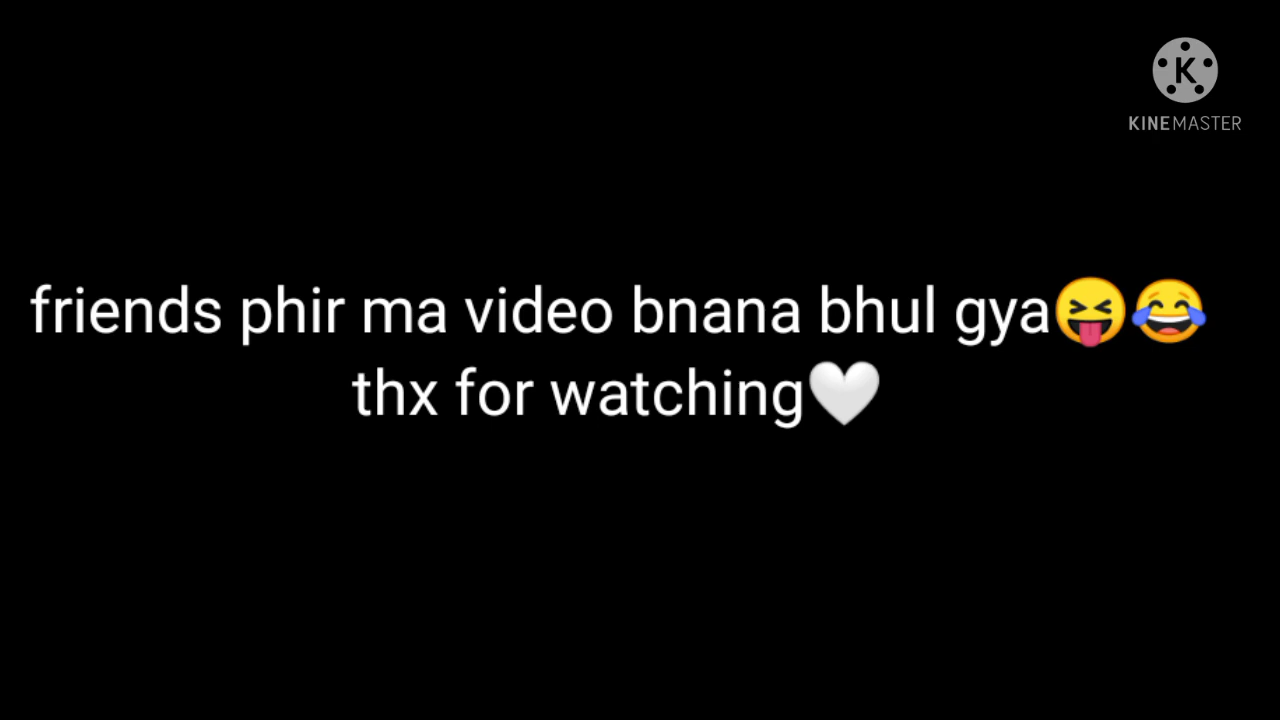 K
KINEMASTER
friends phir ma video bnana bhul gya😝😂
thx for watching🤍